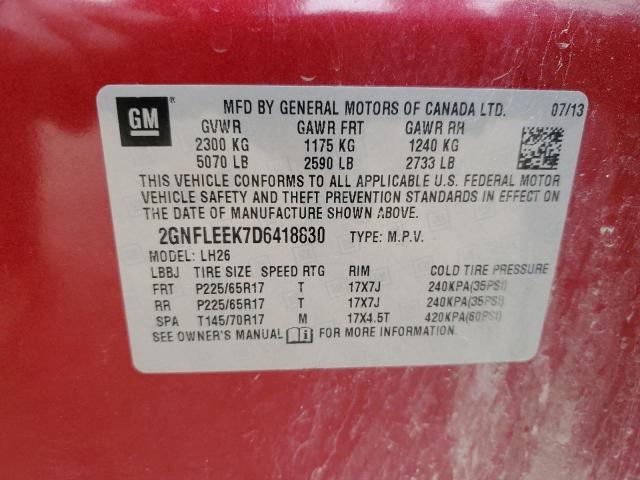 GM ® MFD BY GENERAL MOTORS OF CANADA LTD. 07/13
GVWR GAWR FRT GAWR RR
2300 KG 1175 KG 1240 KG
5070 LB 2590 LB 2733 LB
THIS VEHICLE CONFORMS TO ALL APPLICABLE U.S. FEDERAL MOTOR
VEHICLE SAFETY AND THEFT PREVENTION STANDARDS IN EFFECT ON
THE DATE OF MANUFACTURE SHOWN ABOVE.
2GNFLEEK7D6418630 TYPE: M.P.V.
MODEL: LH26
LBBJ TIRE SIZE SPEED RTG RIM COLD TIRE PRESSURE
FRT P225/65R17 T 17X7J 240KPA(35PSI)
RR P225/65R17 T 17X7J 240KPA(35PSI)
SPA T145/70R17 M 17X4.5T 420KPA(60PSI)
SEE OWNER'S MANUAL FOR MORE INFORMATION.